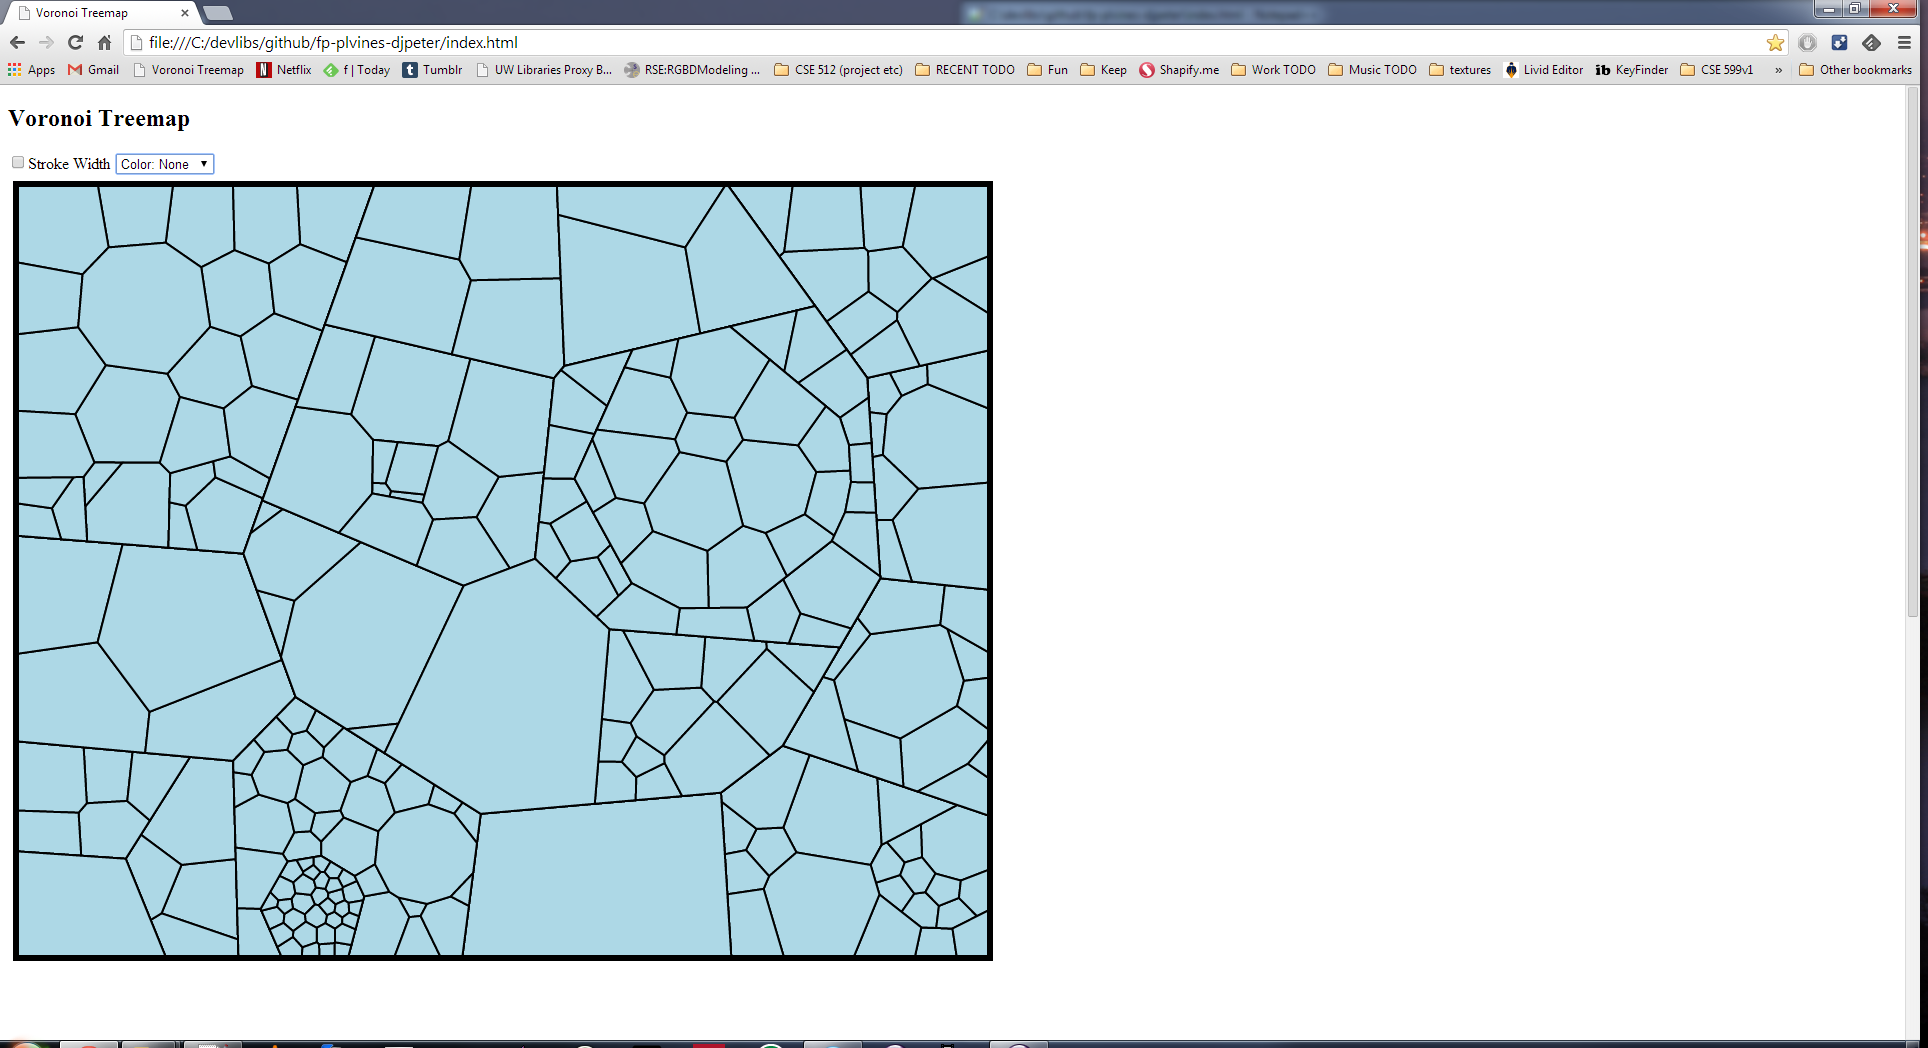 Voronoi Treemap
file:///C:/devlibs/github/fp-plvines-djpeter/index.html
Apps Gmail Voronoi Treemap Netflix f | Today Tumblr UW Libraries Proxy B... RSE:RGBDModeling ... CSE 512 (project etc) RECENT TODO Fun Keep Shapify.me Work TODO Music TODO textures Livid Editor KeyFinder CSE 599v1 » Other bookmarks
Voronoi Treemap
Stroke Width Color: None